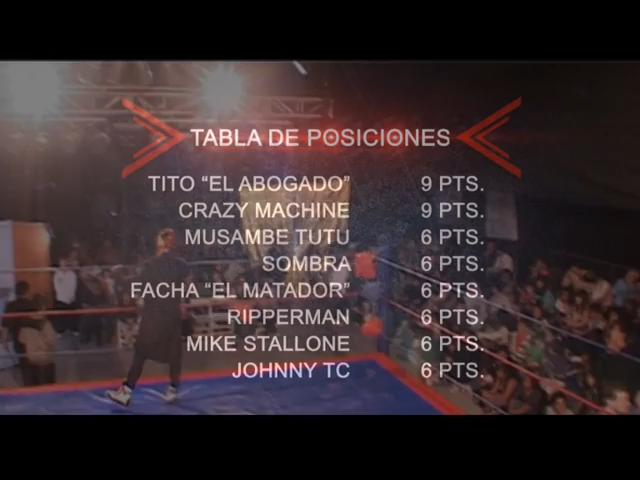 TABLA DE POSICIONES
TITO “EL ABOGADO” 9 PTS.
CRAZY MACHINE 9 PTS.
MUSAMBE TUTU 6 PTS.
SOMBRA 6 PTS.
FACHA “EL MATADOR” 6 PTS.
RIPPERMAN 6 PTS.
MIKE STALLONE 6 PTS.
JOHNNY TC 6 PTS.